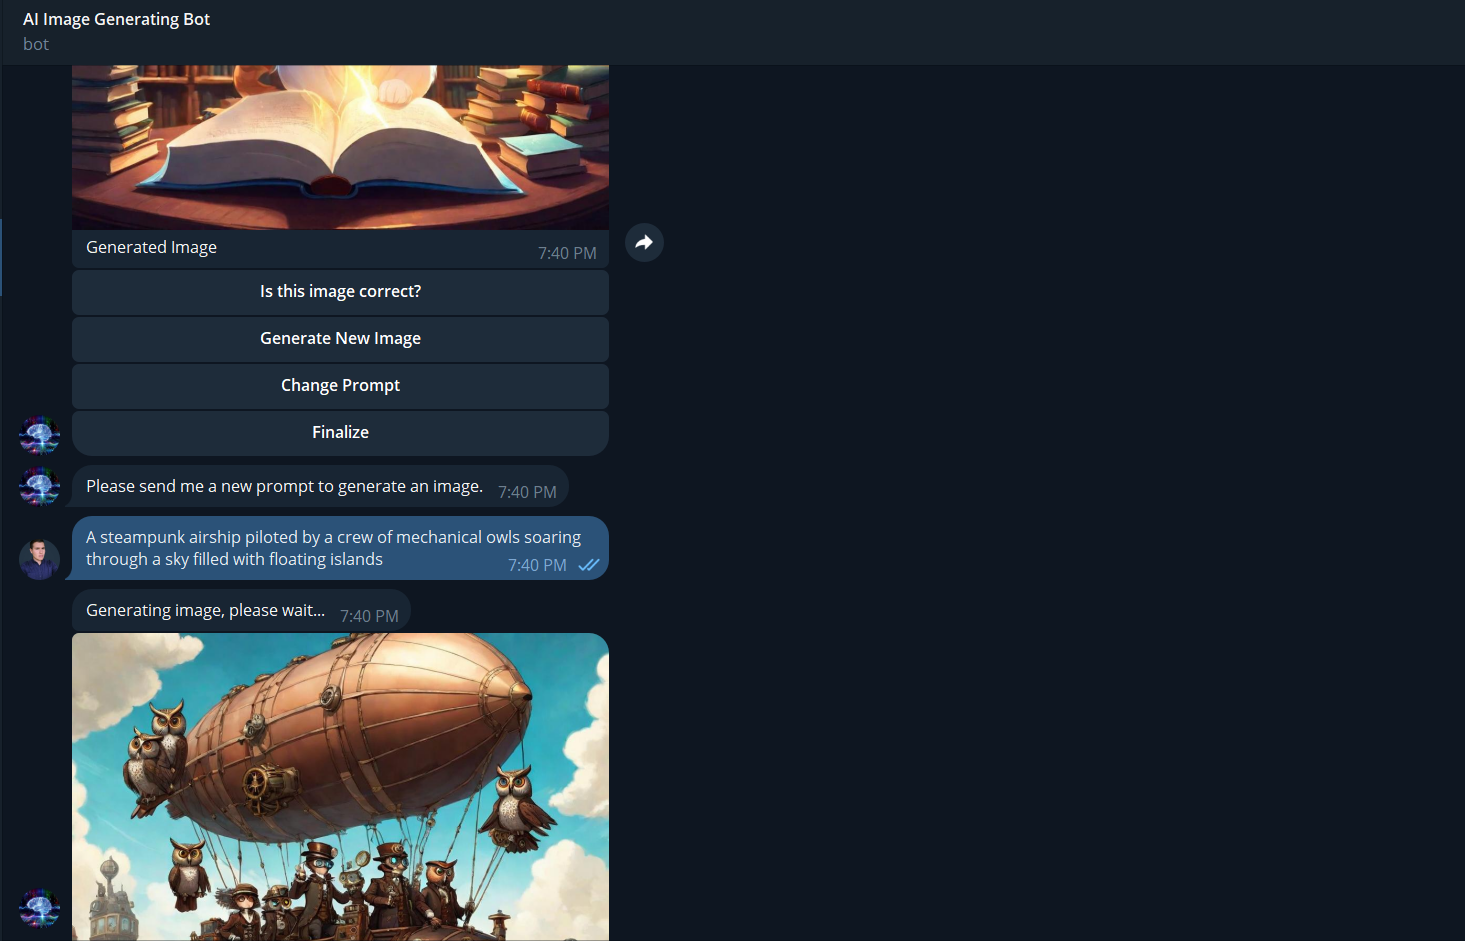 AI Image Generating Bot
bot
Generated Image
7:40 PM
Is this image correct?
Generate New Image
Change Prompt
Finalize
Please send me a new prompt to generate an image. 7:40 PM
A steampunk airship piloted by a crew of mechanical owls soaring
through a sky filled with floating islands
7:40 PM
Generating image, please wait... 7:40 PM